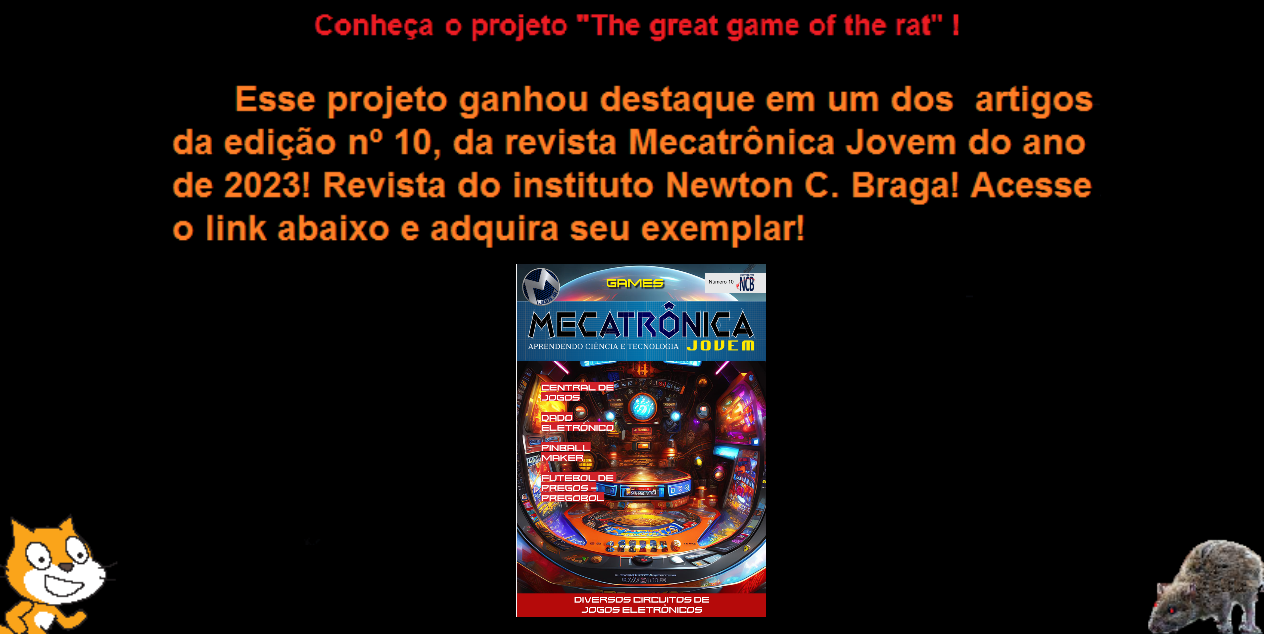 Conheça o projeto "The great game of the rat" !
Esse projeto ganhou destaque em um dos artigos
da edição nº 10, da revista Mecatrônica Jovem do ano
de 2023! Revista do instituto Newton C. Braga! Acesse
o link abaixo e adquira seu exemplar!
GAMES
Número 10
NCB
MECATRÔNICA
APRENDENDO CIÊNCIA E TECNOLOGIA
JOVEM
CENTRAL DE
JOGOS
DADO
ELETRÔNICO
PINBALL
MAKER
FUTEBOL DE
PREGOS -
PREGOBOL
DIVERSOS CIRCUITOS DE
JOGOS ELETRÔNICOS